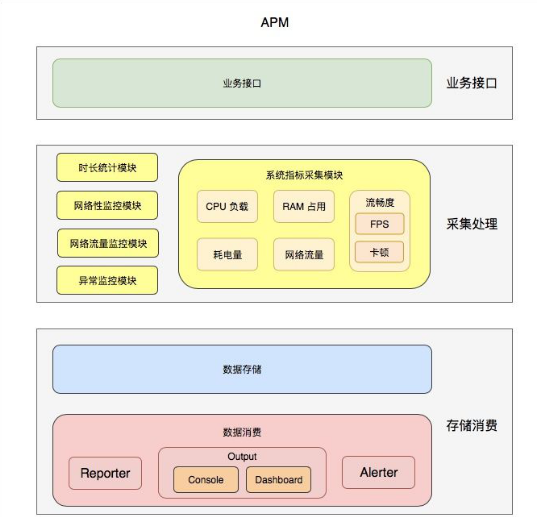 APM
业务接口
业务接口
时长统计模块
网络性监控模块
网络流量监控模块
异常监控模块
系统指标采集模块
CPU 负载
RAM 占用
流畅度
FPS
卡顿
耗电量
网络流量
采集处理
数据存储
数据消费
Reporter
Output
Console
Dashboard
Alerter
存储消费